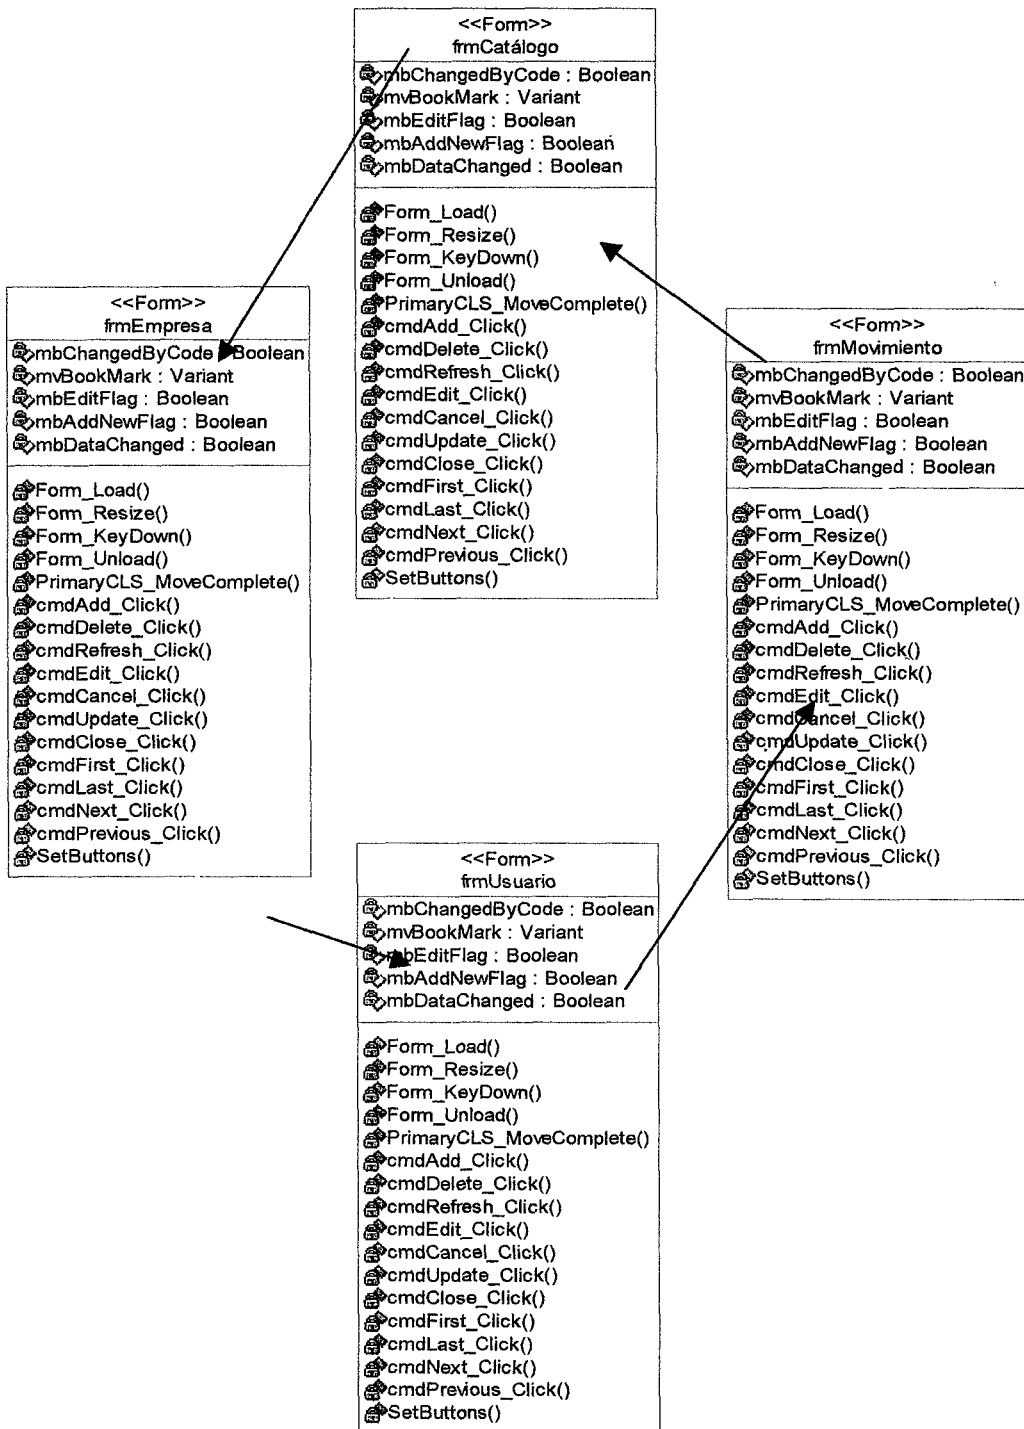 <<Form>>
frmCatálogo
mbChangedByCode : Boolean
mvBookMark : Variant
mbEditFlag : Boolean
mbAddNewFlag : Boolean
mbDataChanged : Boolean
Form_Load()
Form_Resize()
Form_KeyDown()
Form_Unload()
PrimaryCLS_MoveComplete()
cmdAdd_Click()
cmdDelete_Click()
cmdRefresh_Click()
cmdEdit_Click()
cmdCancel_Click()
cmdUpdate_Click()
cmdClose_Click()
cmdFirst_Click()
cmdLast_Click()
cmdNext_Click()
cmdPrevious_Click()
SetButtons()
<<Form>>
frmEmpresa
mbChangedByCode : Boolean
mvBookMark : Variant
mbEditFlag : Boolean
mbAddNewFlag : Boolean
mbDataChanged : Boolean
Form_Load()
Form_Resize()
Form_KeyDown()
Form_Unload()
PrimaryCLS_MoveComplete()
cmdAdd_Click()
cmdDelete_Click()
cmdRefresh_Click()
cmdEdit_Click()
cmdCancel_Click()
cmdUpdate_Click()
cmdClose_Click()
cmdFirst_Click()
cmdLast_Click()
cmdNext_Click()
cmdPrevious_Click()
SetButtons()
<<Form>>
frmMovimiento
mbChangedByCode : Boolean
mvBookMark : Variant
mbEditFlag : Boolean
mbAddNewFlag : Boolean
mbDataChanged : Boolean
Form_Load()
Form_Resize()
Form_KeyDown()
Form_Unload()
PrimaryCLS_MoveComplete()
cmdAdd_Click()
cmdDelete_Click()
cmdRefresh_Click()
cmdEdit_Click()
cmdCancel_Click()
cmdUpdate_Click()
cmdClose_Click()
cmdFirst_Click()
cmdLast_Click()
cmdNext_Click()
cmdPrevious_Click()
SetButtons()
<<Form>>
frmUsuario
mbChangedByCode : Boolean
mvBookMark : Variant
mbEditFlag : Boolean
mbAddNewFlag : Boolean
mbDataChanged : Boolean
Form_Load()
Form_Resize()
Form_KeyDown()
Form_Unload()
PrimaryCLS_MoveComplete()
cmdAdd_Click()
cmdDelete_Click()
cmdRefresh_Click()
cmdEdit_Click()
cmdCancel_Click()
cmdUpdate_Click()
cmdClose_Click()
cmdFirst_Click()
cmdLast_Click()
cmdNext_Click()
cmdPrevious_Click()
SetButtons()